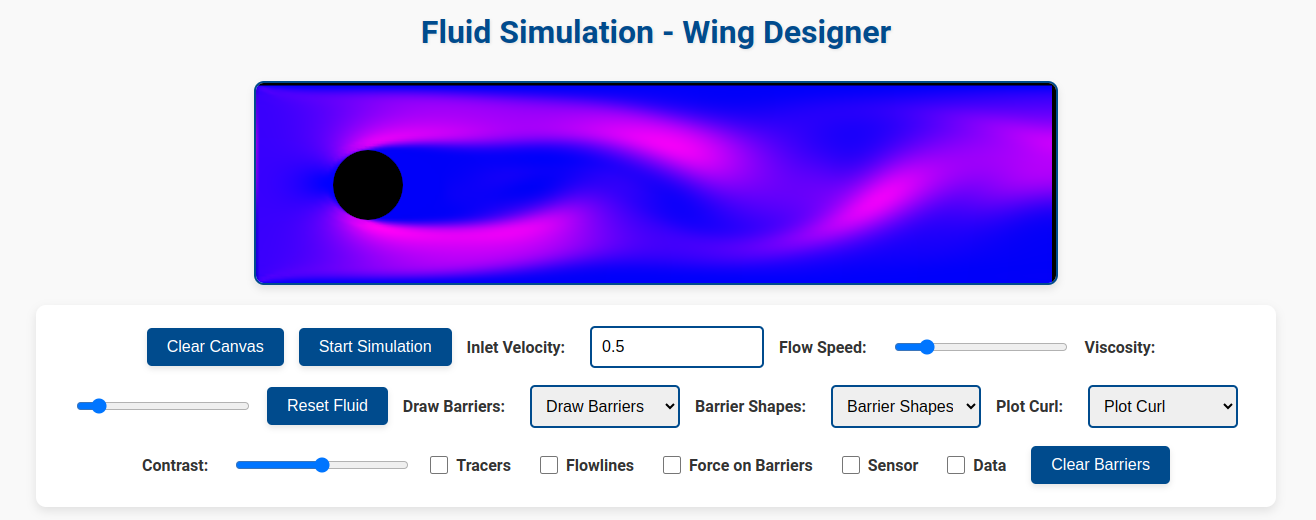 Fluid Simulation - Wing Designer
Clear Canvas Start Simulation Inlet Velocity: 0.5 Flow Speed: Viscosity:
Reset Fluid Draw Barriers: Draw Barriers Barrier Shapes: Barrier Shapes Plot Curl: Plot Curl
Contrast: Tracers Flowlines Force on Barriers Sensor Data Clear Barriers